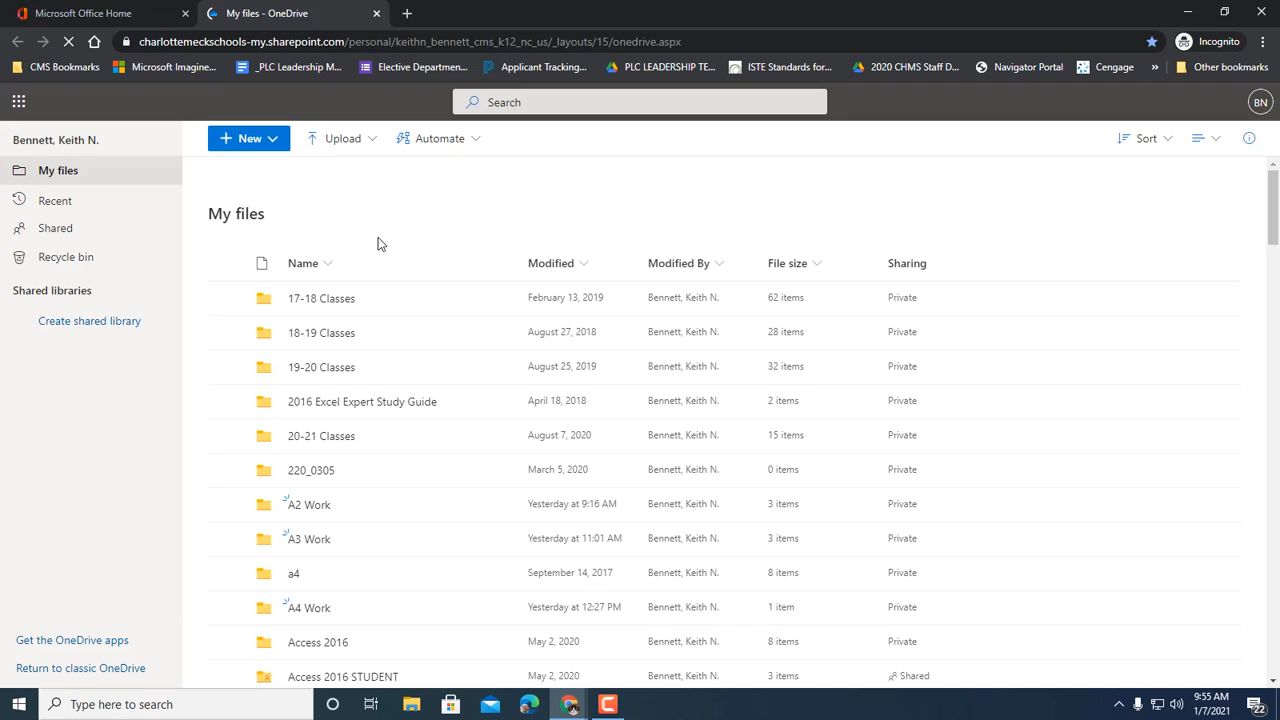 Microsoft Office Home
My files - OneDrive
charlottemeckschools-my.sharepoint.com/personal/keithn_bennett_cms_k12_nc_us/_layouts/15/onedrive.aspx
Incognito
CMS Bookmarks
Microsoft Imagine...
_PLC Leadership M...
Elective Departmen...
Applicant Tracking...
PLC LEADERSHIP TE...
ISTE Standards for...
2020 CHMS Staff D...
Navigator Portal
Cengage
»
Other bookmarks
Search
BN
Bennett, Keith N.
My files
Recent
Shared
Recycle bin
Shared libraries
Create shared library
Get the OneDrive apps
Return to classic OneDrive
+ New
Upload
Automate
Sort
My files
Name Modified Modified By File size Sharing
17-18 Classes February 13, 2019 Bennett, Keith N. 62 items Private
18-19 Classes August 27, 2018 Bennett, Keith N. 28 items Private
19-20 Classes August 25, 2019 Bennett, Keith N. 32 items Private
2016 Excel Expert Study Guide April 18, 2018 Bennett, Keith N. 2 items Private
20-21 Classes August 7, 2020 Bennett, Keith N. 15 items Private
220_0305 March 5, 2020 Bennett, Keith N. 0 items Private
A2 Work Yesterday at 9:16 AM Bennett, Keith N. 3 items Private
A3 Work Yesterday at 11:01 AM Bennett, Keith N. 3 items Private
a4 September 14, 2017 Bennett, Keith N. 8 items Private
A4 Work Yesterday at 12:27 PM Bennett, Keith N. 1 item Private
Access 2016 May 2, 2020 Bennett, Keith N. 8 items Private
Access 2016 STUDENT May 2, 2020 Bennett, Keith N. 3 items Shared
Type here to search
9:55 AM
1/7/2021
22